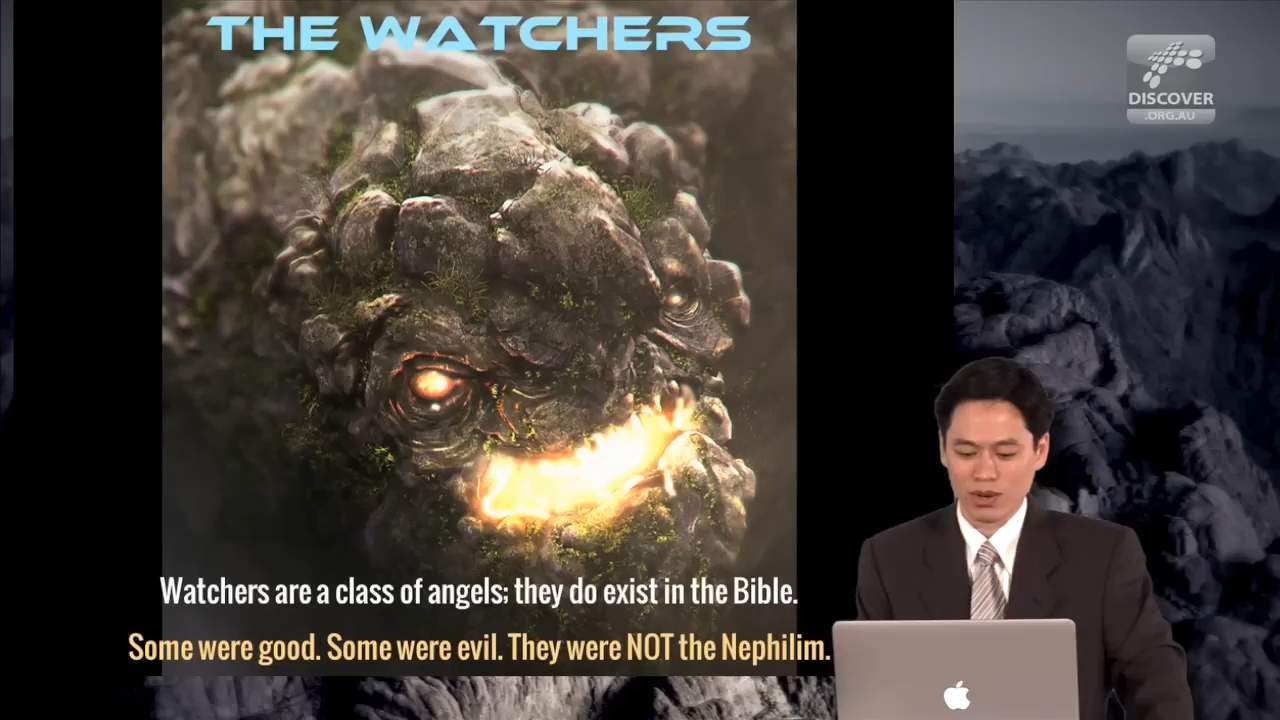 THE WATCHERS
DISCOVER
.ORG.AU
Watchers are a class of angels; they do exist in the Bible.
Some were good. Some were evil. They were NOT the Nephilim.